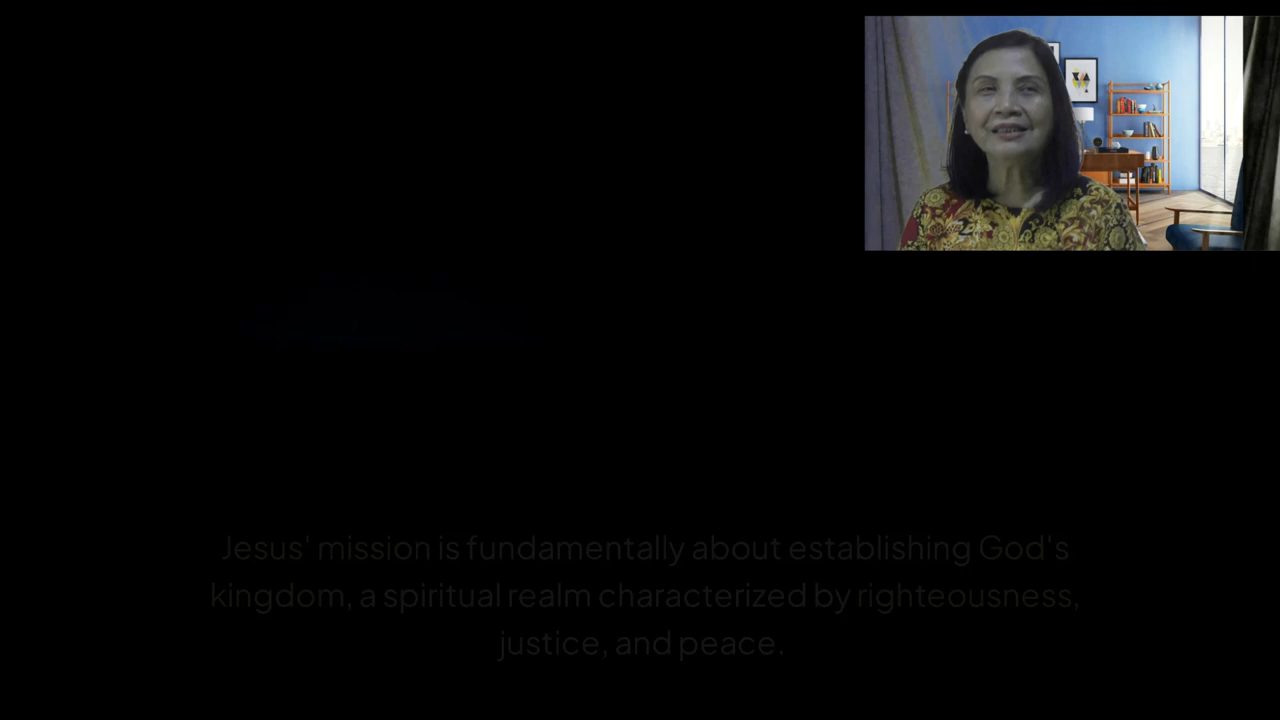 Jesus' mission is fundamentally about establishing God's
kingdom, a spiritual realm characterized by righteousness,
justice, and peace.